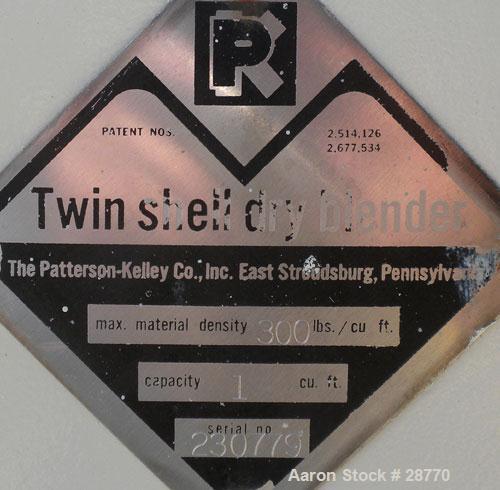 PK
PATENT NOS. 2,514,126
2,677,534
Twin shell dry blender
The Patterson-Kelley Co., Inc. East Stroudsburg, Pennsylvania
max. material density 300 lbs./cu ft.
capacity 1 cu. ft.
serial no
230779
Aaron Stock # 28770